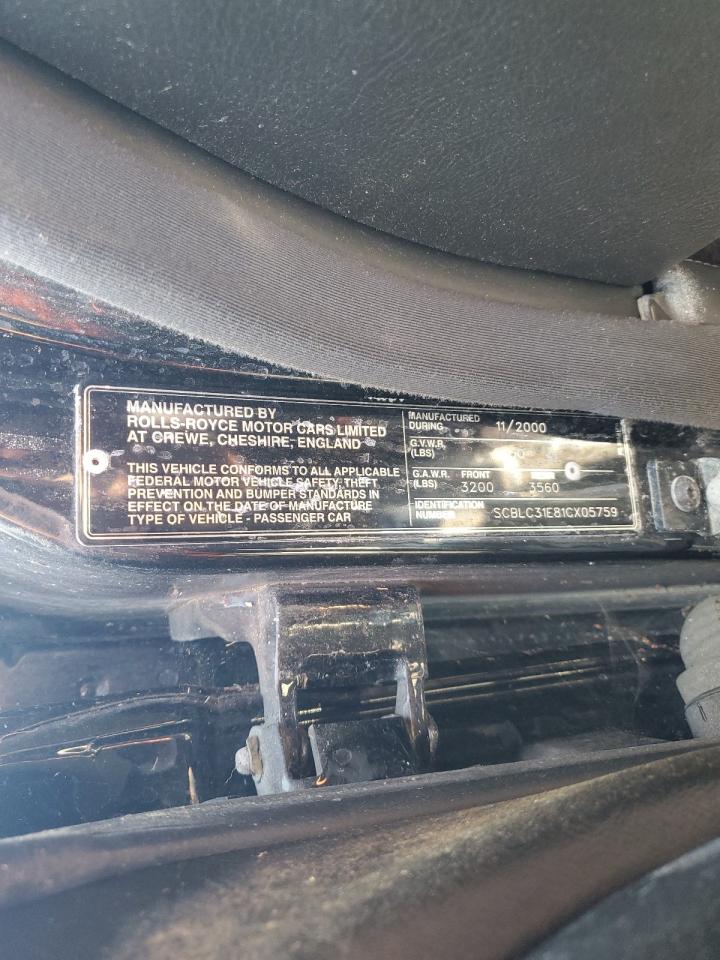 MANUFACTURED BY
ROLLS-ROYCE MOTOR CARS LIMITED
AT CREWE, CHESHIRE, ENGLAND
THIS VEHICLE CONFORMS TO ALL APPLICABLE
FEDERAL MOTOR VEHICLE SAFETY, THEFT
PREVENTION AND BUMPER STANDARDS IN
EFFECT ON THE DATE OF MANUFACTURE
TYPE OF VEHICLE - PASSENGER CAR
MANUFACTURED
DURING 11/2000
G.V.W.R.
(LBS)
G.A.W.R. FRONT
(LBS) 3200 3560
IDENTIFICATION
NUMBER SCBLC31E81CX05759